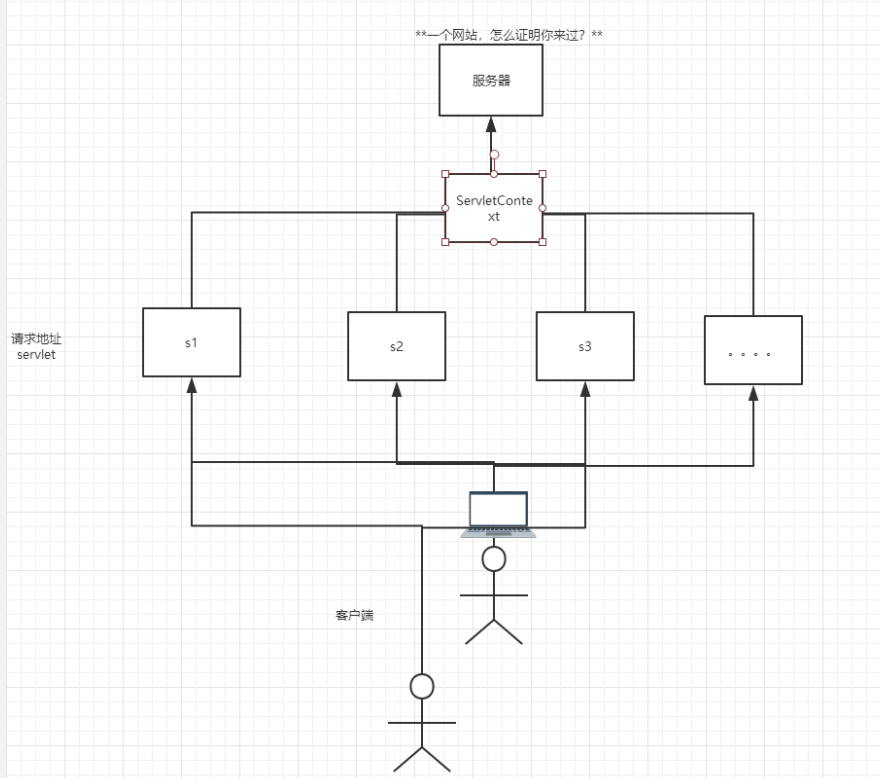 **一个网站，怎么证明你来过？**
服务器
ServletConte
xt
请求地址
servlet
s1
s2
s3
。。。。
客户端